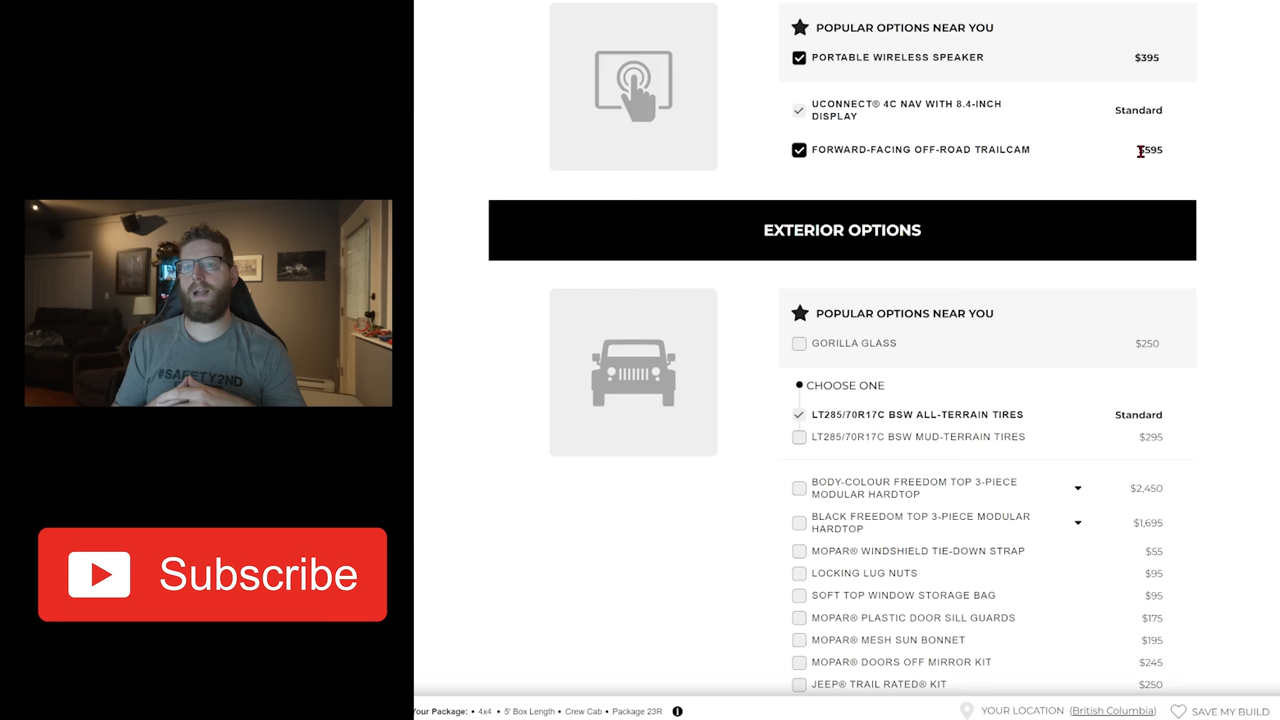 POPULAR OPTIONS NEAR YOU
PORTABLE WIRELESS SPEAKER $395
UCONNECT® 4C NAV WITH 8.4-INCH
DISPLAY Standard
FORWARD-FACING OFF-ROAD TRAILCAM $595
EXTERIOR OPTIONS
POPULAR OPTIONS NEAR YOU
GORILLA GLASS $250
CHOOSE ONE
LT285/70R17C BSW ALL-TERRAIN TIRES Standard
LT285/70R17C BSW MUD-TERRAIN TIRES $295
BODY-COLOUR FREEDOM TOP 3-PIECE
MODULAR HARDTOP $2,450
BLACK FREEDOM TOP 3-PIECE MODULAR
HARDTOP $1,695
MOPAR® WINDSHIELD TIE-DOWN STRAP $55
LOCKING LUG NUTS $95
SOFT TOP WINDOW STORAGE BAG $95
MOPAR® PLASTIC DOOR SILL GUARDS $175
MOPAR® MESH SUN BONNET $195
MOPAR® DOORS OFF MIRROR KIT $245
JEEP® TRAIL RATED® KIT $250
our Package: • 4x4 • 5' Box Length • Crew Cab • Package 23R
YOUR LOCATION (British Columbia) SAVE MY BUILD
#SAFETY2ND
Subscribe